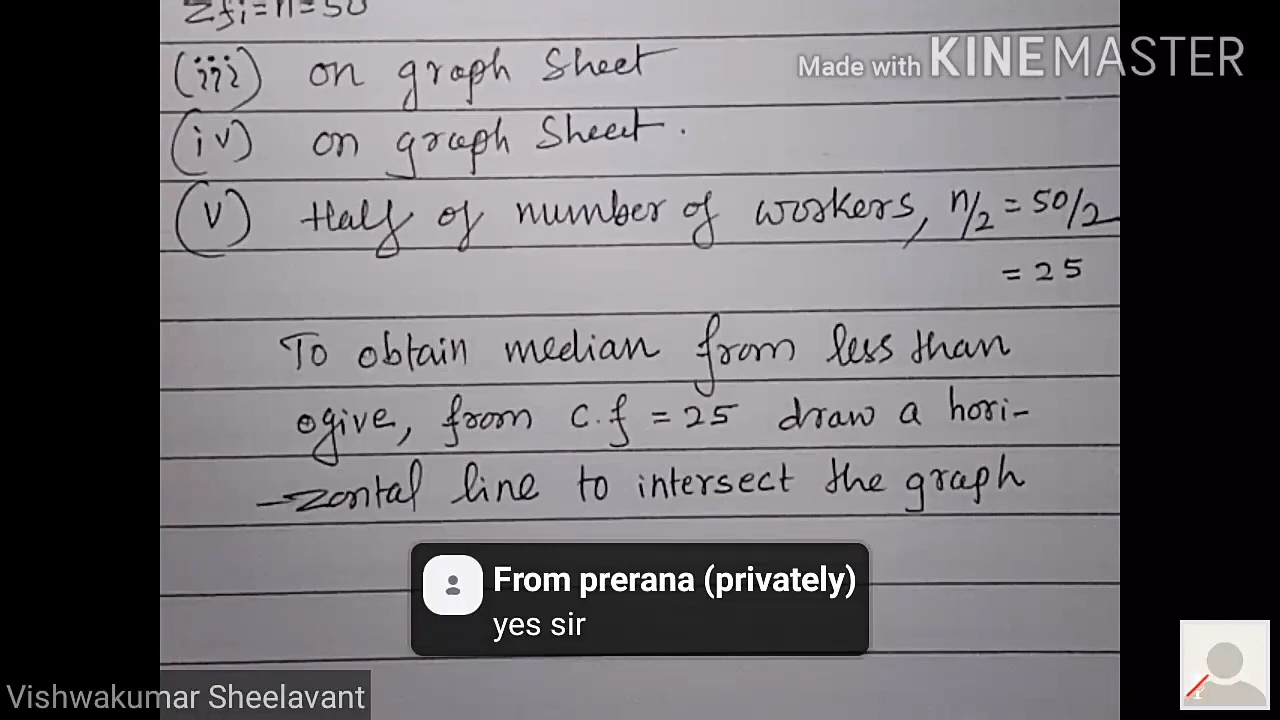 Σfi = n = 50
(iii) on graph Sheet
(iv) on graph Sheet.
(v) Half of number of workers, n/2 = 50/2
= 25
To obtain median from less than
ogive, from c.f = 25 draw a hori-
-zontal line to intersect the graph
Made with KINEMASTER
From prerana (privately)
yes sir
Vishwakumar Sheelavant